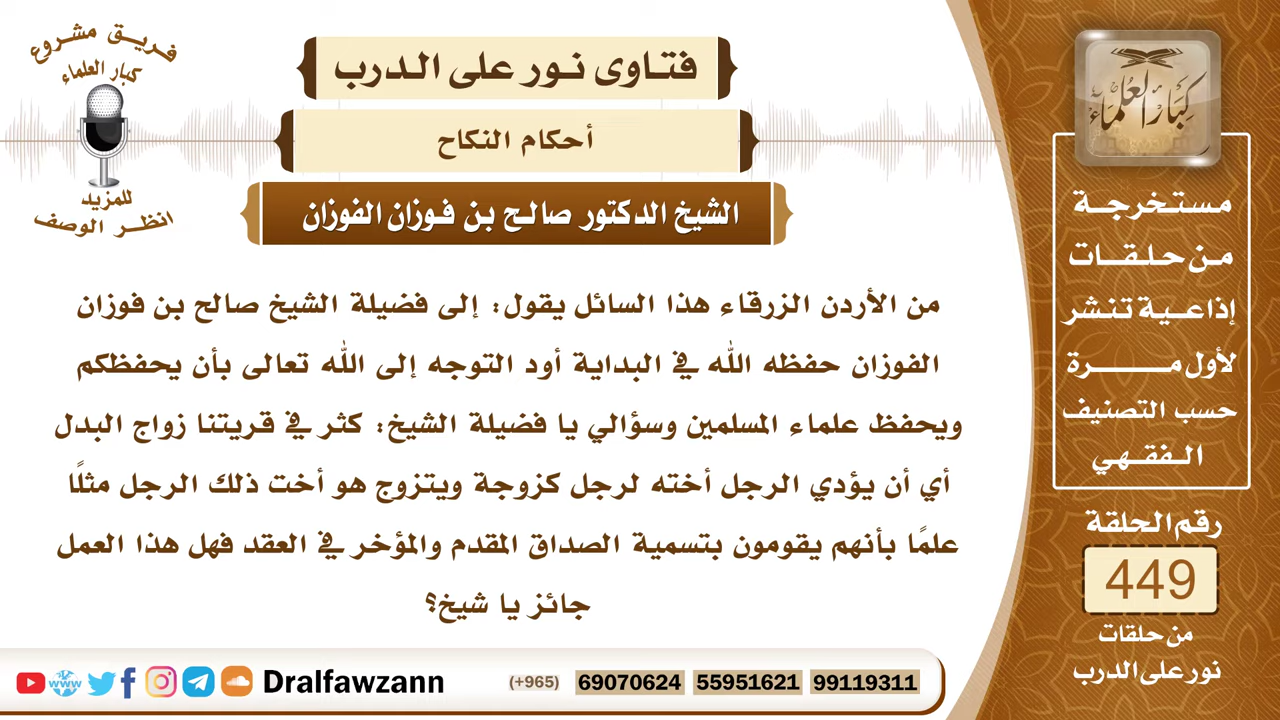 فريق مشروع
كبار العلماء
للمزيد
انظر الوصف
فتاوى نور على الدرب
أحكام النكاح
الشيخ الدكتور صالح بن فوزان الفوزان
من الأردن الزرقاء هذا السائل يقول: إلى فضيلة الشيخ صالح بن فوزان
الفوزان حفظه الله في البداية أود التوجه إلى الله تعالى بأن يحفظكم
ويحفظ علماء المسلمين وسؤالي يا فضيلة الشيخ: كثر في قريتنا زواج البدل
أي أن يؤدي الرجل أخته لرجل كزوجة ويتزوج هو أخت ذلك الرجل مثلًا
علمًا بأنهم يقومون بتسمية الصداق المقدم والمؤخر في العقد فهل هذا العمل
جائز يا شيخ؟
كبار العلماء
مستخرجة
من حلقات
إذاعية تنشر
لأول مرة
حسب التصنيف
الفقهي
رقم الحلقة
449
من حلقات
نور على الدرب
www Dralfawzann (+965) 69070624 55951621 99119311